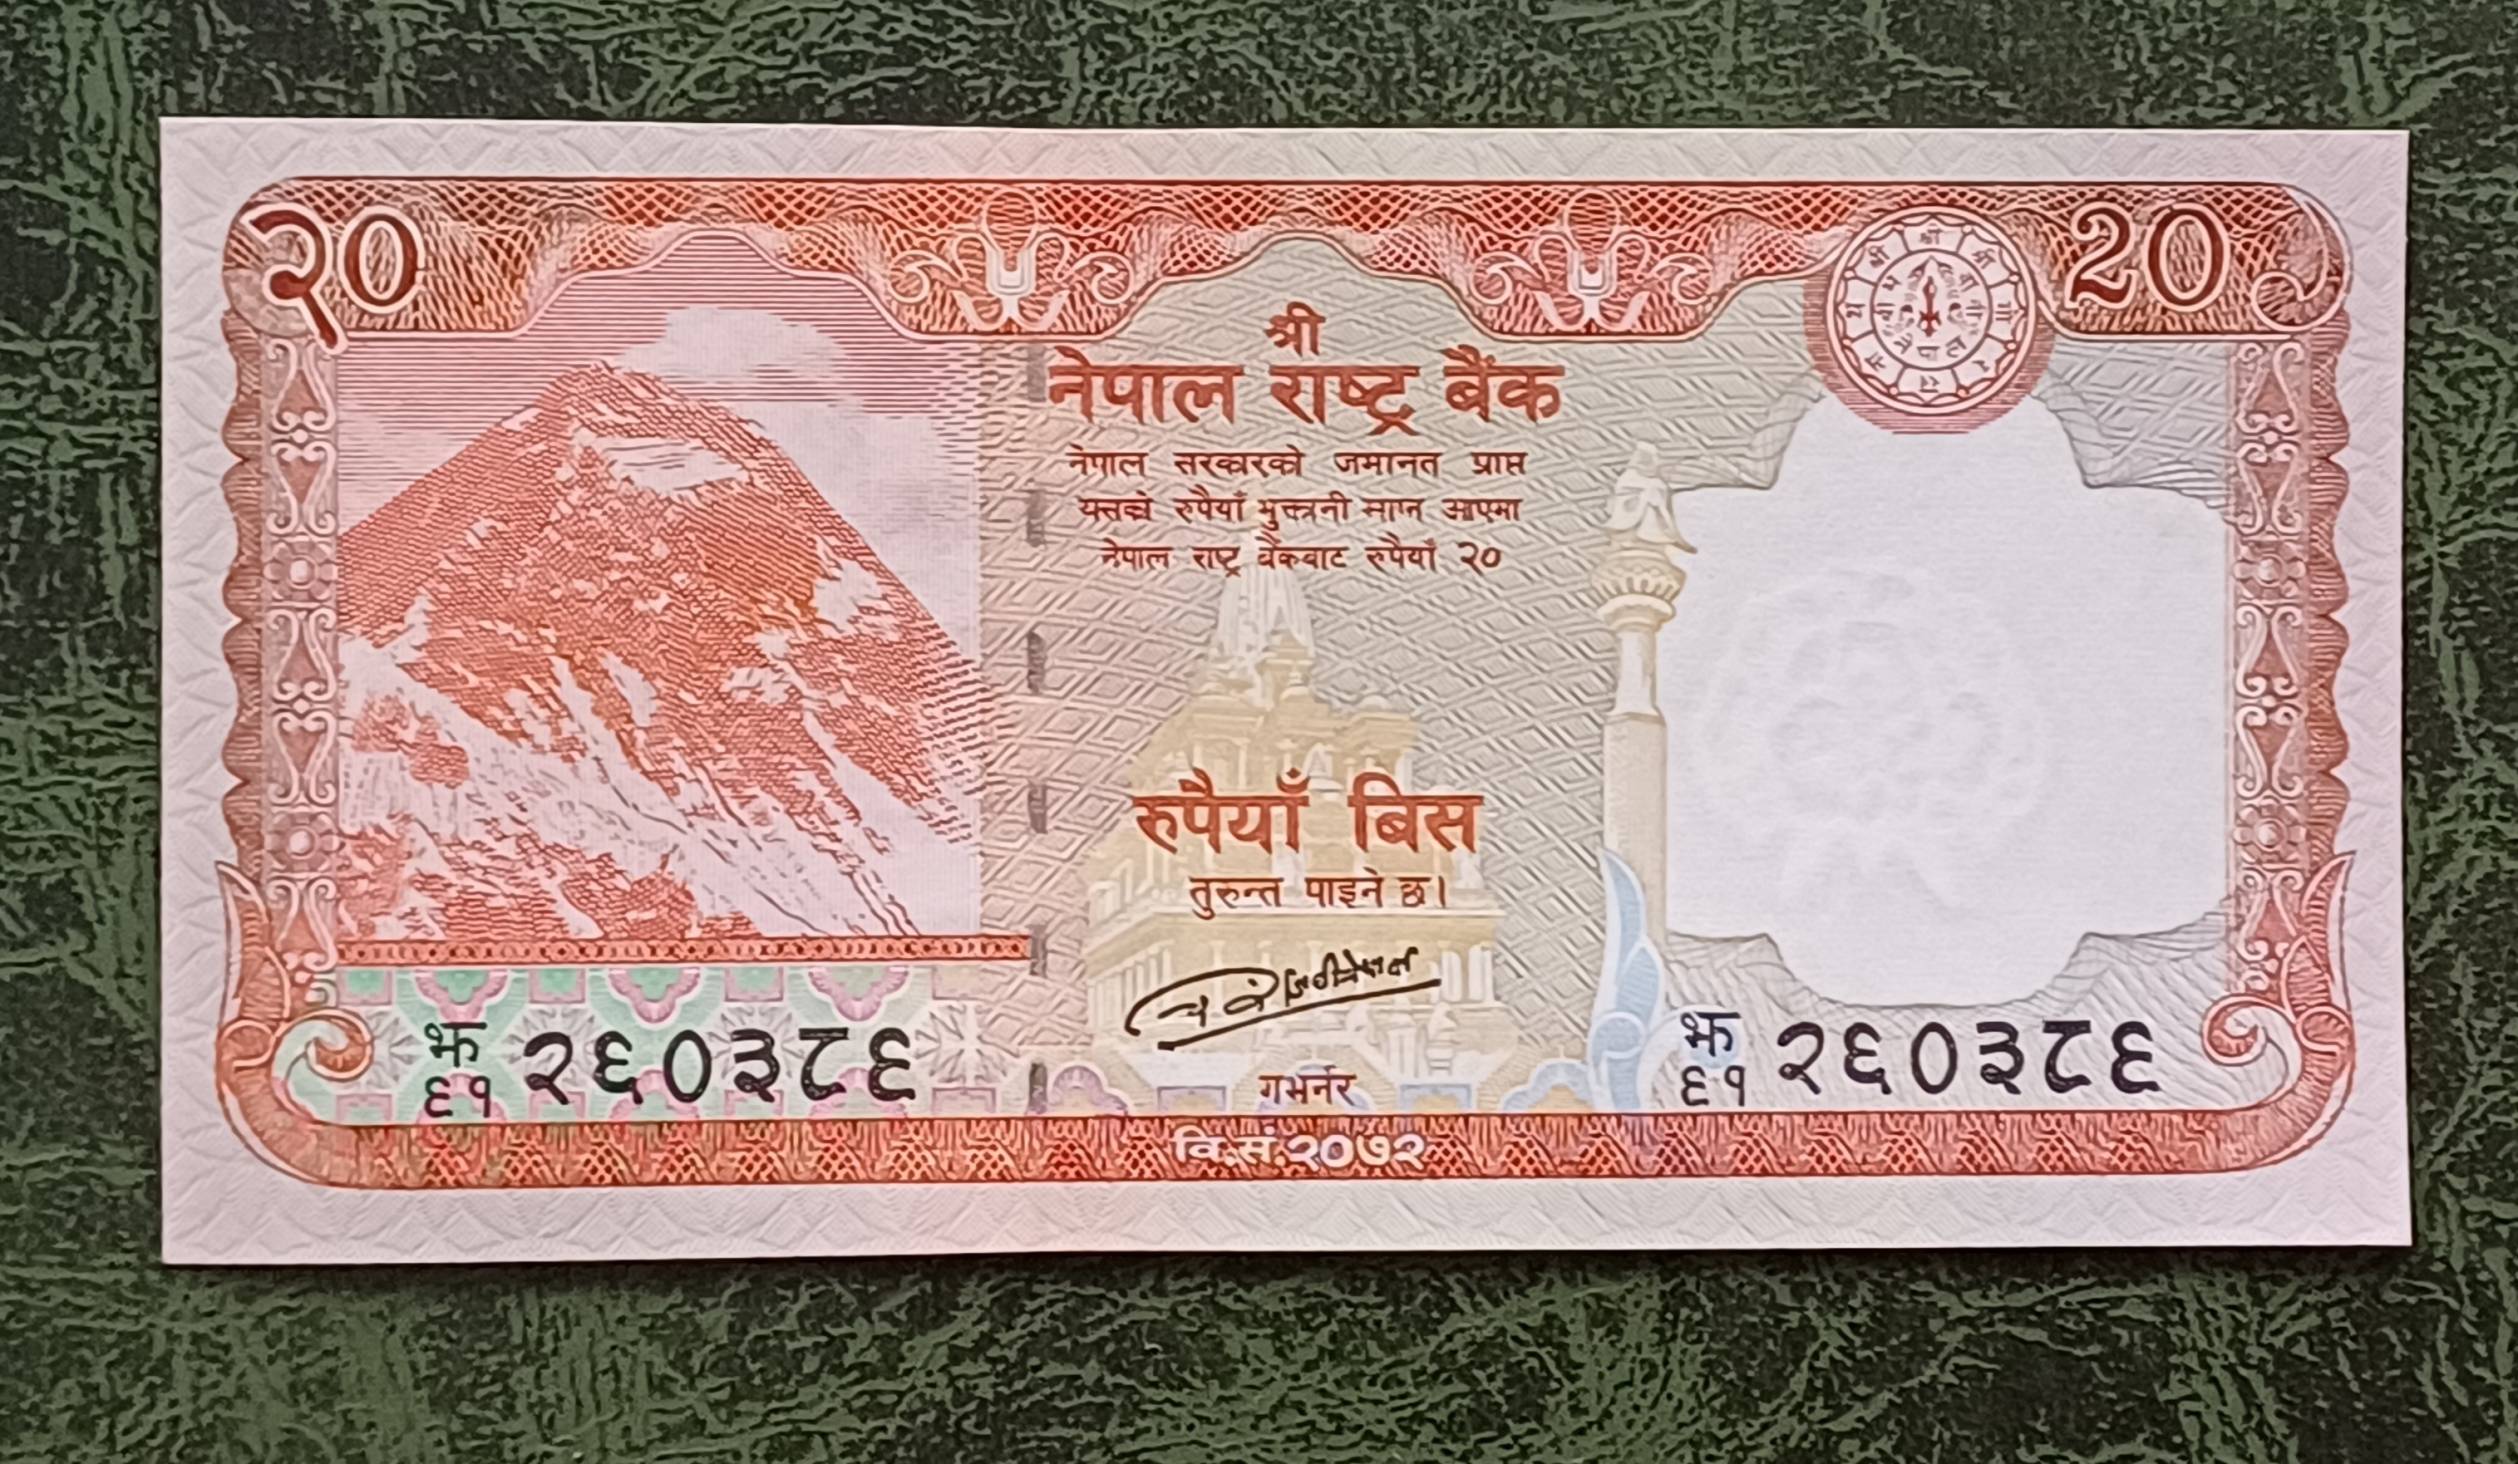 २० 20
श्री
नेपाल राष्ट्र बैंक
नेपाल सरकारको जमानत प्राप्त
यसको रुपैयाँ भुक्तानी माग्न आएमा
नेपाल राष्ट्र बैंकबाट रुपैयाँ २०
रुपैयाँ बिस
तुरुन्त पाइने छ।
गभर्नर
झ
६१ २६०३८६
झ
६१ २६०३८६
वि.सं.२०७२